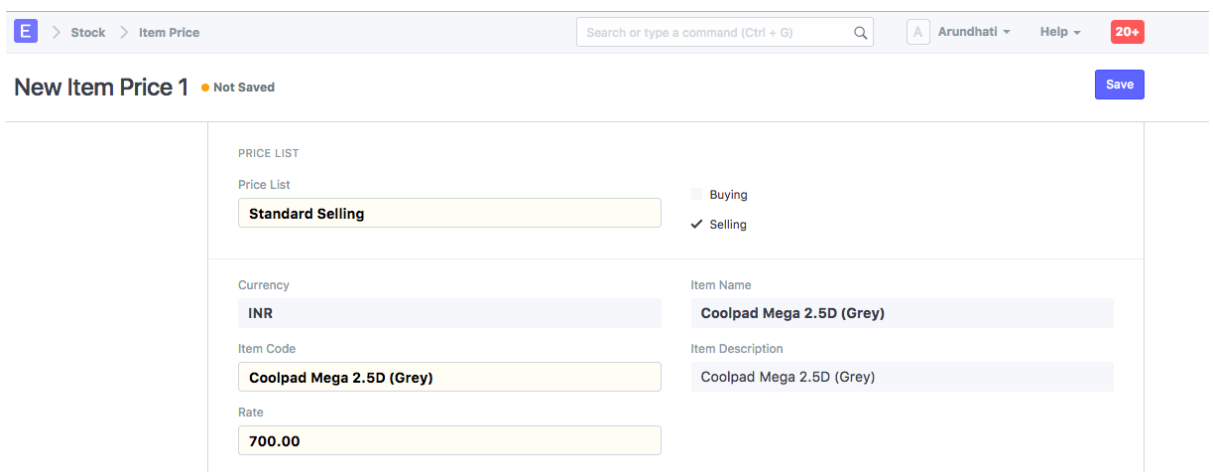 E Stock Item Price Search or type a command (Ctrl + G) A Arundhati Help 20+
New Item Price 1 Not Saved Save
PRICE LIST
Price List
Standard Selling
Buying
Selling
Currency
INR
Item Name
Coolpad Mega 2.5D (Grey)
Item Code
Coolpad Mega 2.5D (Grey)
Item Description
Coolpad Mega 2.5D (Grey)
Rate
700.00